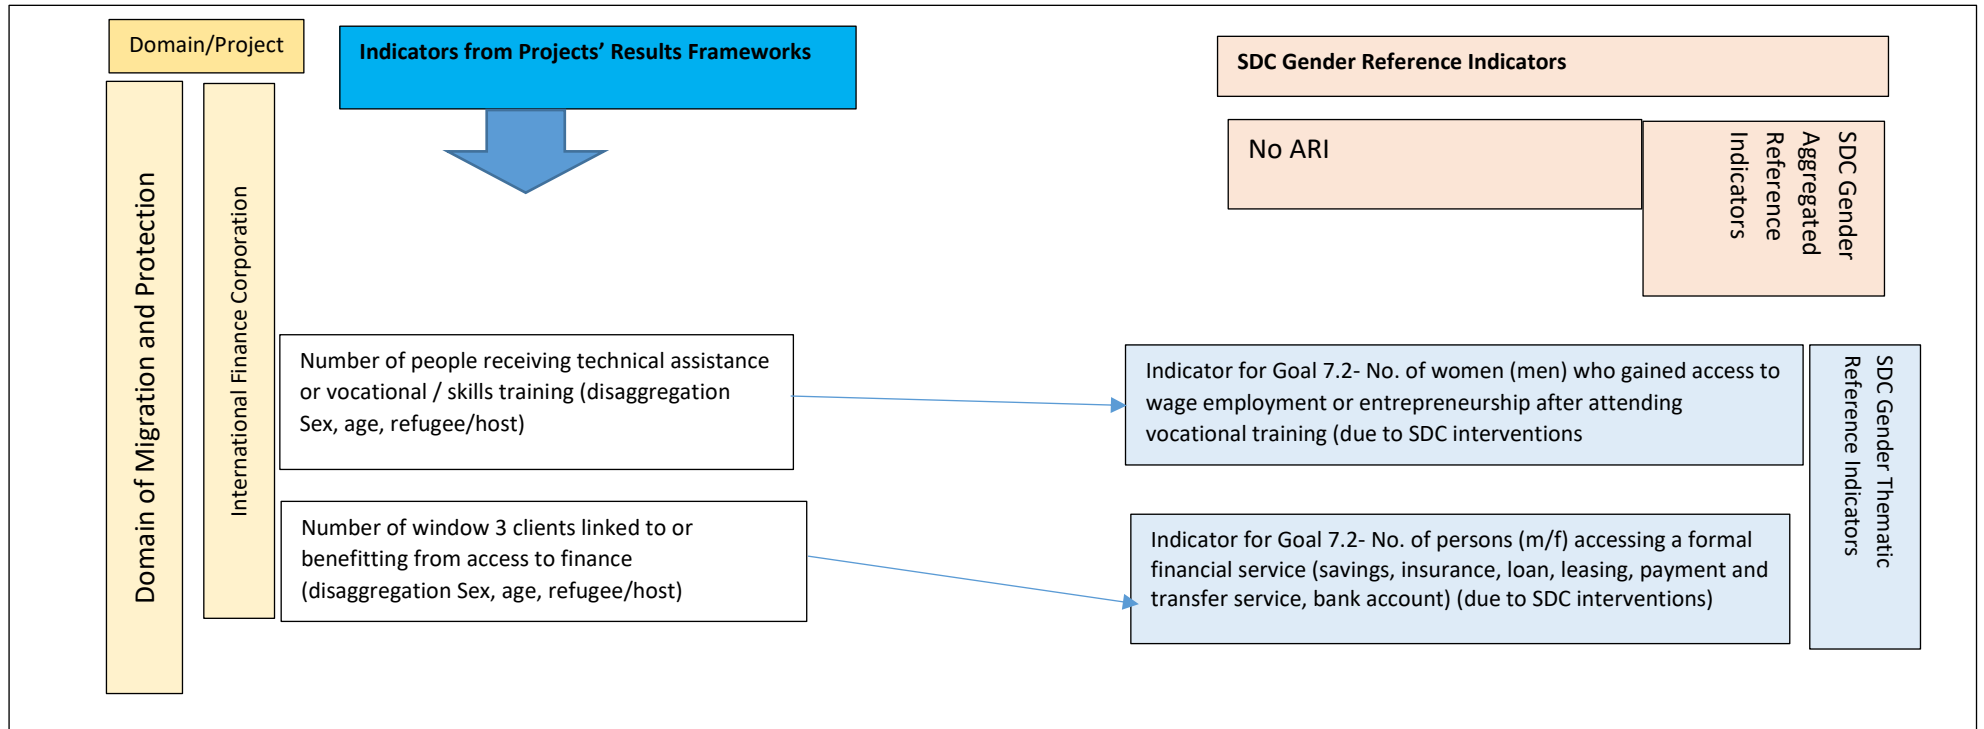 Domain/Project
Indicators from Projects’ Results Frameworks
SDC Gender Reference Indicators
No ARI
SDC Gender
Aggregated
Reference
Indicators
Domain of Migration and Protection
International Finance Corporation
Number of people receiving technical assistance
or vocational / skills training (disaggregation
Sex, age, refugee/host)
Indicator for Goal 7.2- No. of women (men) who gained access to
wage employment or entrepreneurship after attending
vocational training (due to SDC interventions
SDC Gender Thematic
Reference Indicators
Number of window 3 clients linked to or
benefitting from access to finance
(disaggregation Sex, age, refugee/host)
Indicator for Goal 7.2- No. of persons (m/f) accessing a formal
financial service (savings, insurance, loan, leasing, payment and
transfer service, bank account) (due to SDC interventions)